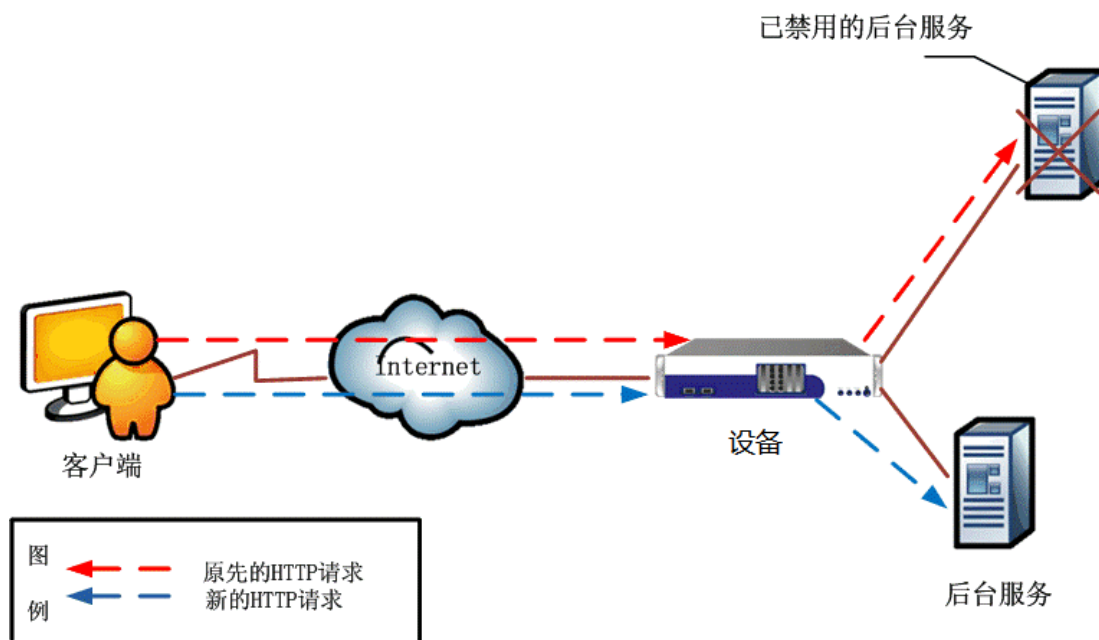 已禁用的后台服务
Internet
设备
客户端
后台服务
图
例
原先的HTTP请求
新的HTTP请求